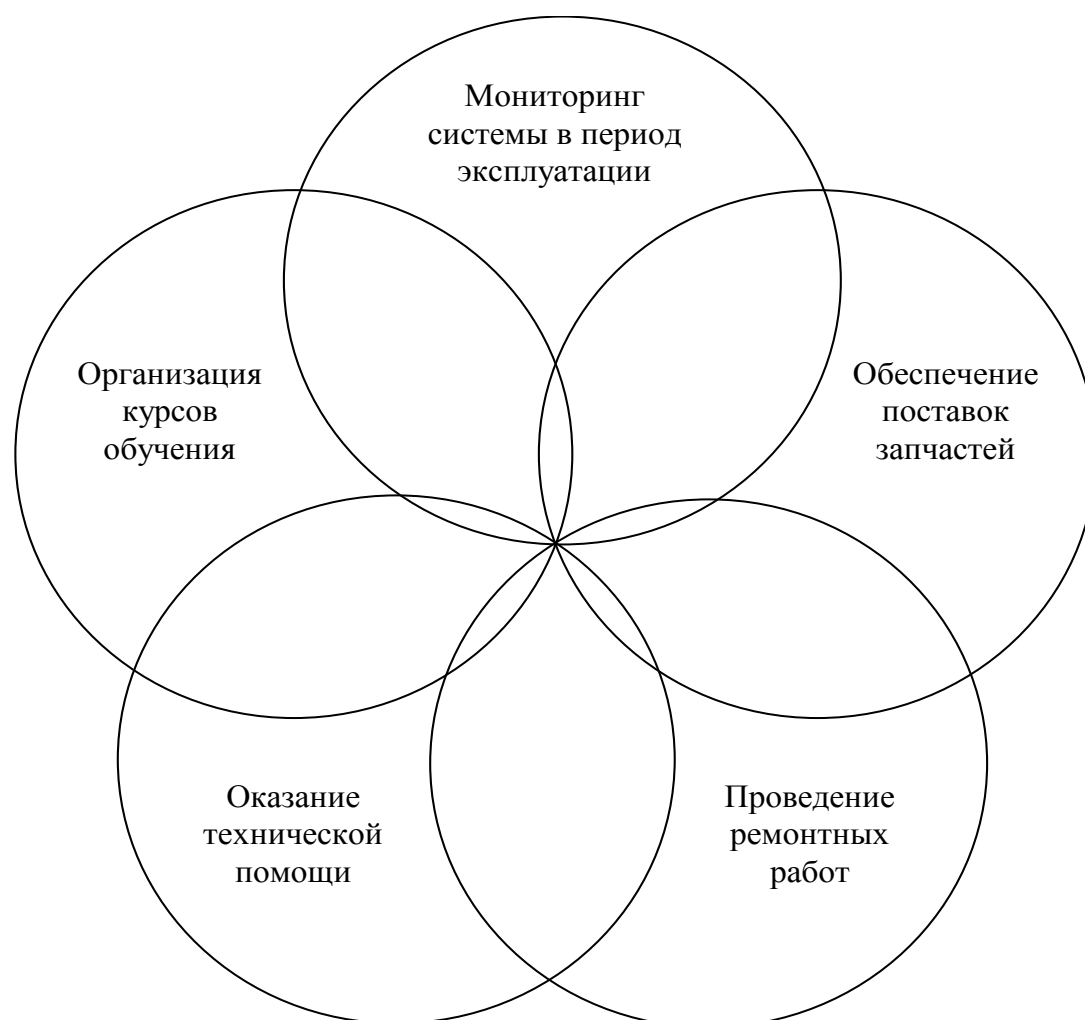 Мониторинг
системы в период
эксплуатации
Организация
курсов
обучения
Обеспечение
поставок
запчастей
Оказание
технической
помощи
Проведение
ремонтных
работ